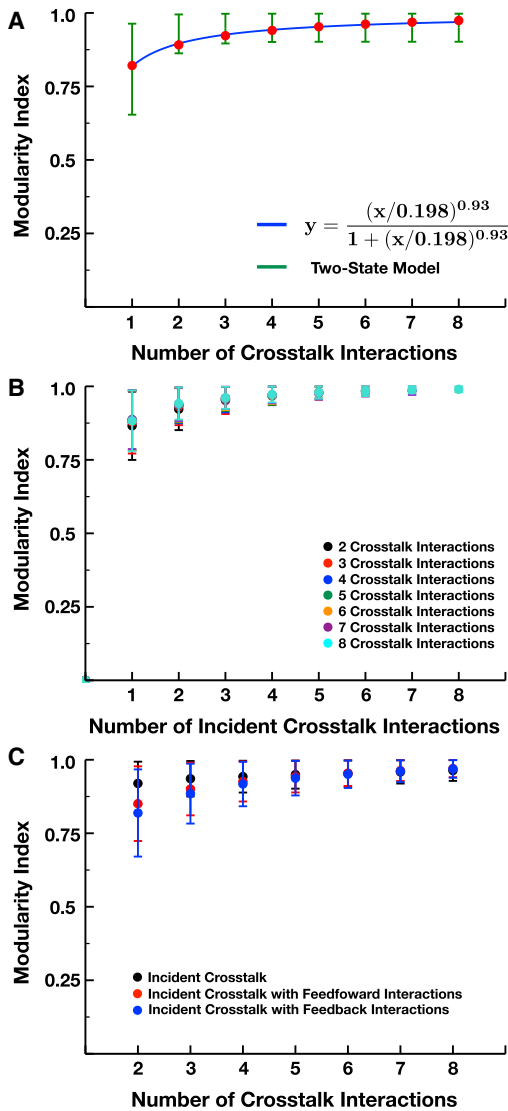 A
1.0
0.75
0.5
0.25
Modularity Index
y = (x/0.198)^0.93 / 1 + (x/0.198)^0.93
Two-State Model
1 2 3 4 5 6 7 8
Number of Crosstalk Interactions
B
1.0
0.75
0.5
0.25
Modularity Index
2 Crosstalk Interactions
3 Crosstalk Interactions
4 Crosstalk Interactions
5 Crosstalk Interactions
6 Crosstalk Interactions
7 Crosstalk Interactions
8 Crosstalk Interactions
1 2 3 4 5 6 7 8
Number of Incident Crosstalk Interactions
C
1.0
0.75
0.5
0.25
Modularity Index
Incident Crosstalk
Incident Crosstalk with Feedfoward Interactions
Incident Crosstalk with Feedback Interactions
2 3 4 5 6 7 8
Number of Crosstalk Interactions